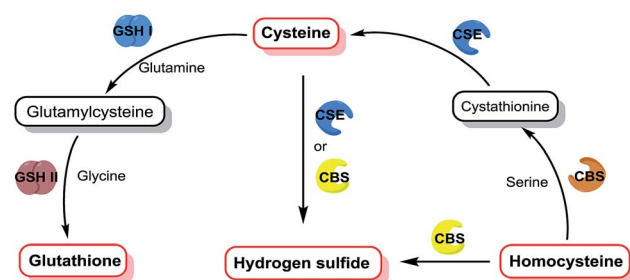 GSH I
Cysteine
CSE
Glutamine
Glutamylcysteine
CSE
Cystathionine
or
GSH II
Glycine
CBS
Serine
CBS
CBS
Glutathione
Hydrogen sulfide
Homocysteine